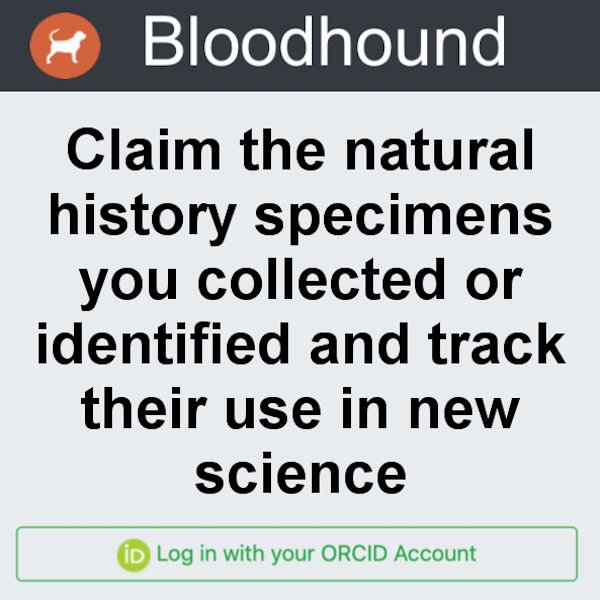 Bloodhound
Claim the natural
history specimens
you collected or
identified and track
their use in new
science
iD Log in with your ORCID Account